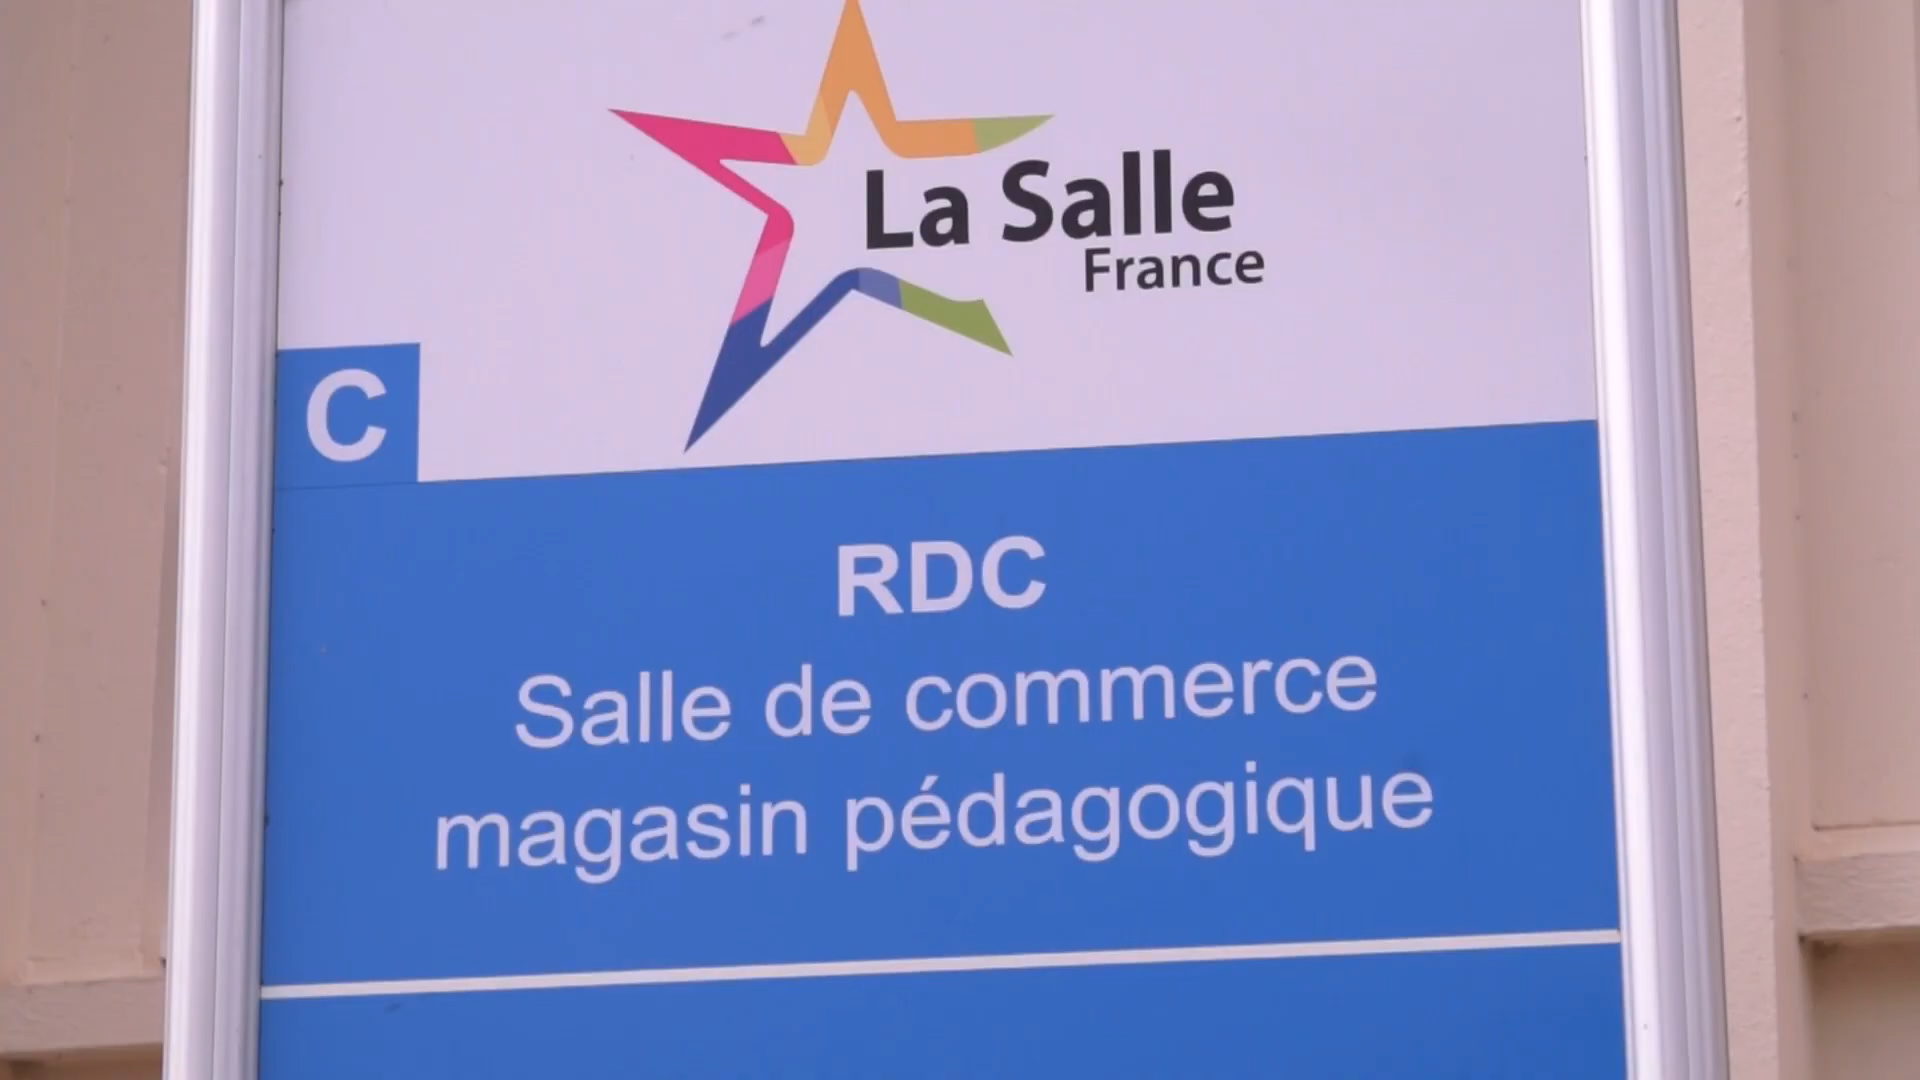 La Salle
France
C
RDC
Salle de commerce
magasin pédagogique